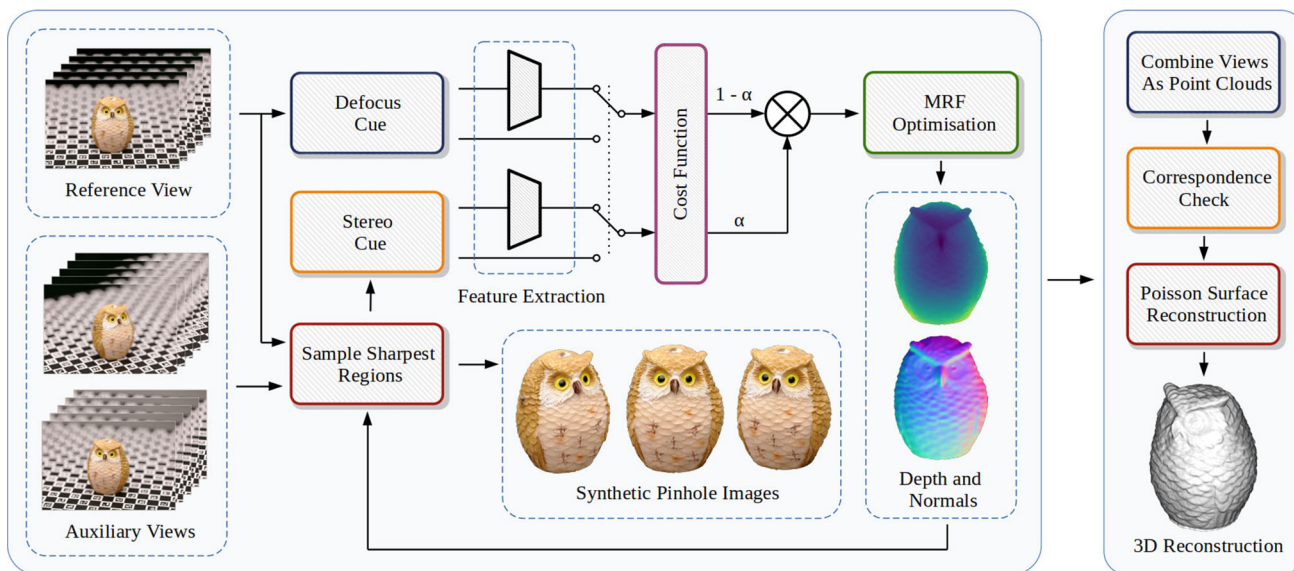 Reference View
Auxiliary Views
Defocus
Cue
Stereo
Cue
Sample Sharpest
Regions
Feature Extraction
Cost Function
1 - α
α
MRF
Optimisation
Synthetic Pinhole Images
Depth and
Normals
Combine Views
As Point Clouds
Correspondence
Check
Poisson Surface
Reconstruction
3D Reconstruction